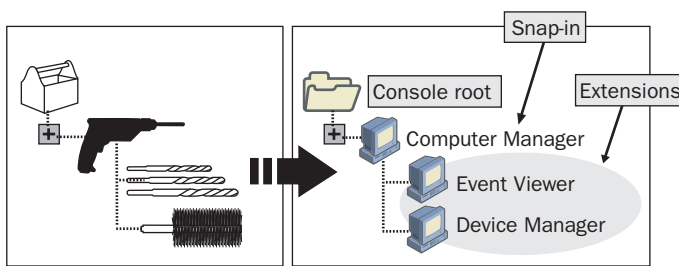 Snap-in
Console root
Extensions
Computer Manager
Event Viewer
Device Manager